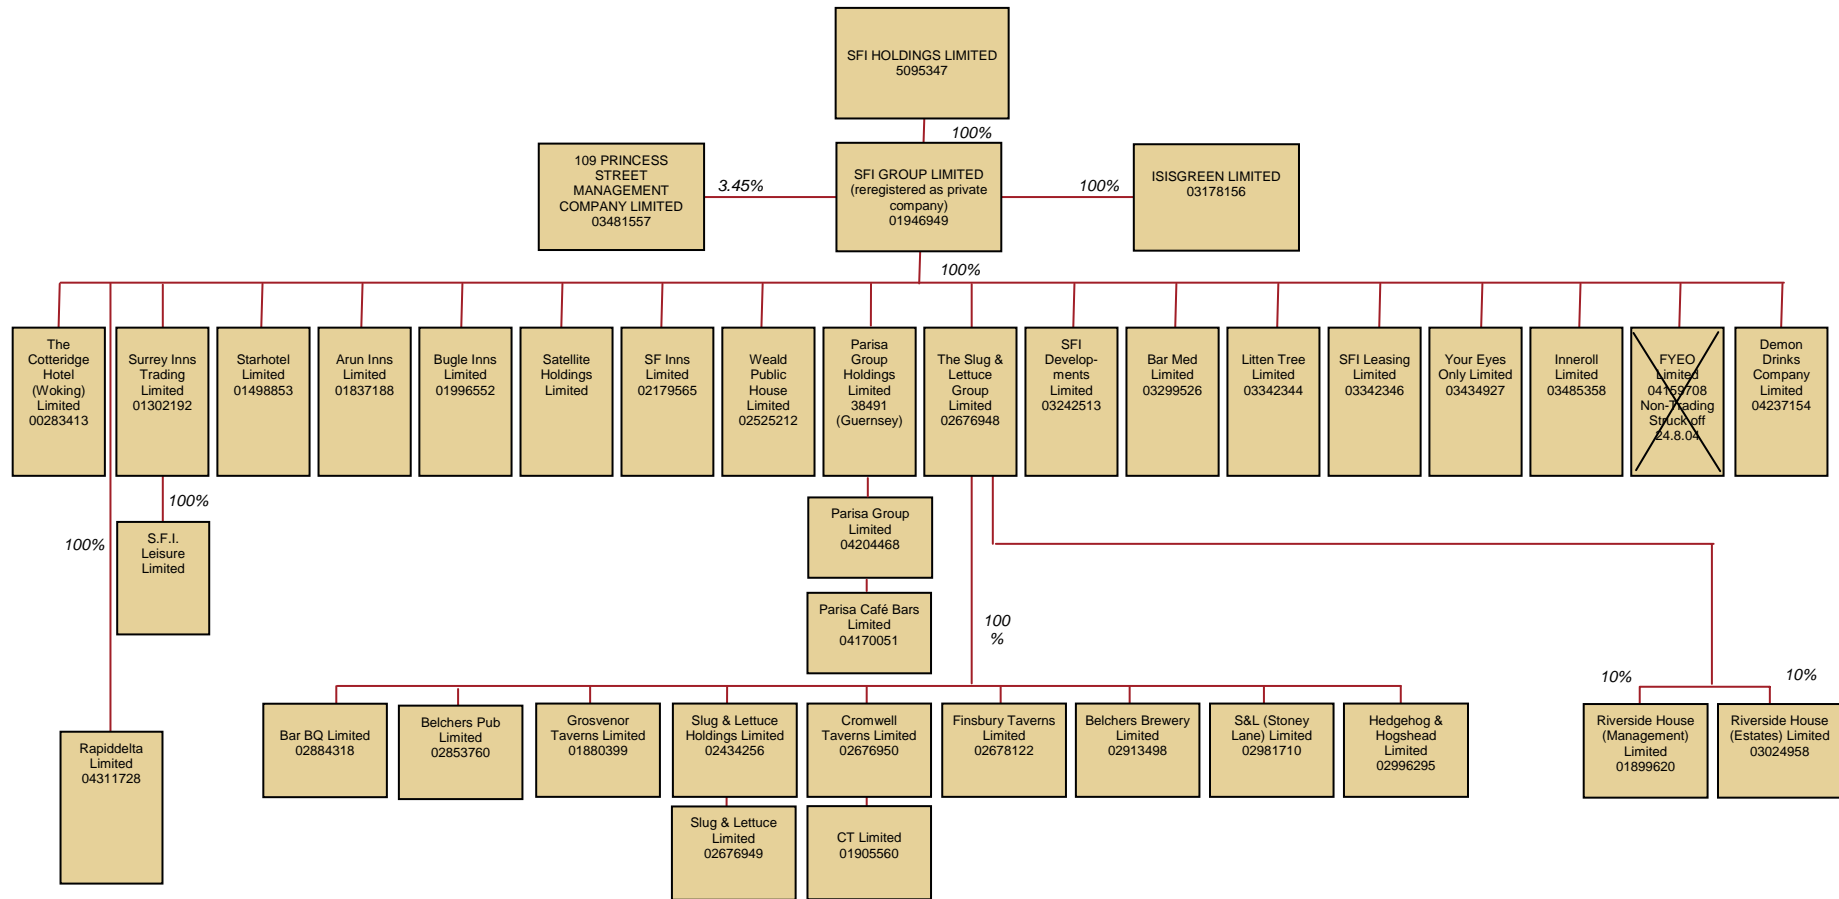 SFI HOLDINGS LIMITED
5095347
100%
109 PRINCESS
STREET
MANAGEMENT
COMPANY LIMITED
03481557
3.45%
SFI GROUP LIMITED
(reregistered as private
company)
01946949
100%
ISISGREEN LIMITED
03178156
100%
The
Cotteridge
Hotel
(Woking)
Limited
00283413
Surrey Inns
Trading
Limited
01302192
Starhotel
Limited
01498853
Arun Inns
Limited
01837188
Bugle Inns
Limited
01996552
Satellite
Holdings
Limited
SF Inns
Limited
02179565
Weald
Public
House
Limited
02525212
Parisa
Group
Holdings
Limited
38491
(Guernsey)
The Slug &
Lettuce
Group
Limited
02676948
SFI
Develop-
ments
Limited
03242513
Bar Med
Limited
03299526
Litten Tree
Limited
03342344
SFI Leasing
Limited
03342346
Your Eyes
Only Limited
03434927
Inneroll
Limited
03485358
FYEO
Limited
04159708
Non-Trading
Struck off
24.8.04
Demon
Drinks
Company
Limited
04237154
100%
100%
S.F.I.
Leisure
Limited
Parisa Group
Limited
04204468
Parisa Café Bars
Limited
04170051
100
%
10%
10%
Rapiddelta
Limited
04311728
Bar BQ Limited
02884318
Belchers Pub
Limited
02853760
Grosvenor
Taverns Limited
01880399
Slug & Lettuce
Holdings Limited
02434256
Cromwell
Taverns Limited
02676950
Finsbury Taverns
Limited
02678122
Belchers Brewery
Limited
02913498
S&L (Stoney
Lane) Limited
02981710
Hedgehog &
Hogshead
Limited
02996295
Riverside House
(Management)
Limited
01899620
Riverside House
(Estates) Limited
03024958
Slug & Lettuce
Limited
02676949
CT Limited
01905560